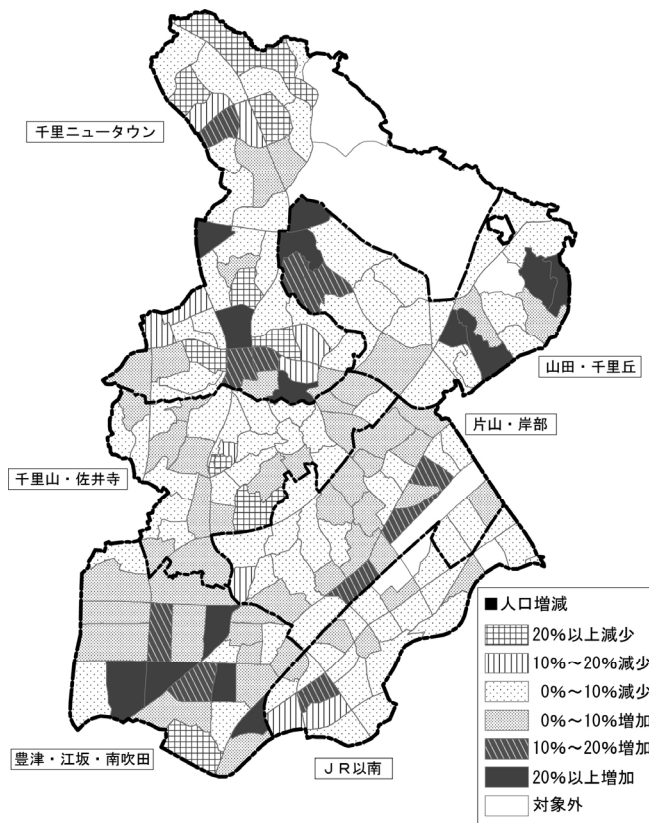 千里ニュータウン
山田・千里丘
片山・岸部
千里山・佐井寺
豊津・江坂・南吹田
ＪＲ以南
■人口増減
20%以上減少
10%～20%減少
0%～10%減少
0%～10%増加
10%～20%増加
20%以上増加
対象外